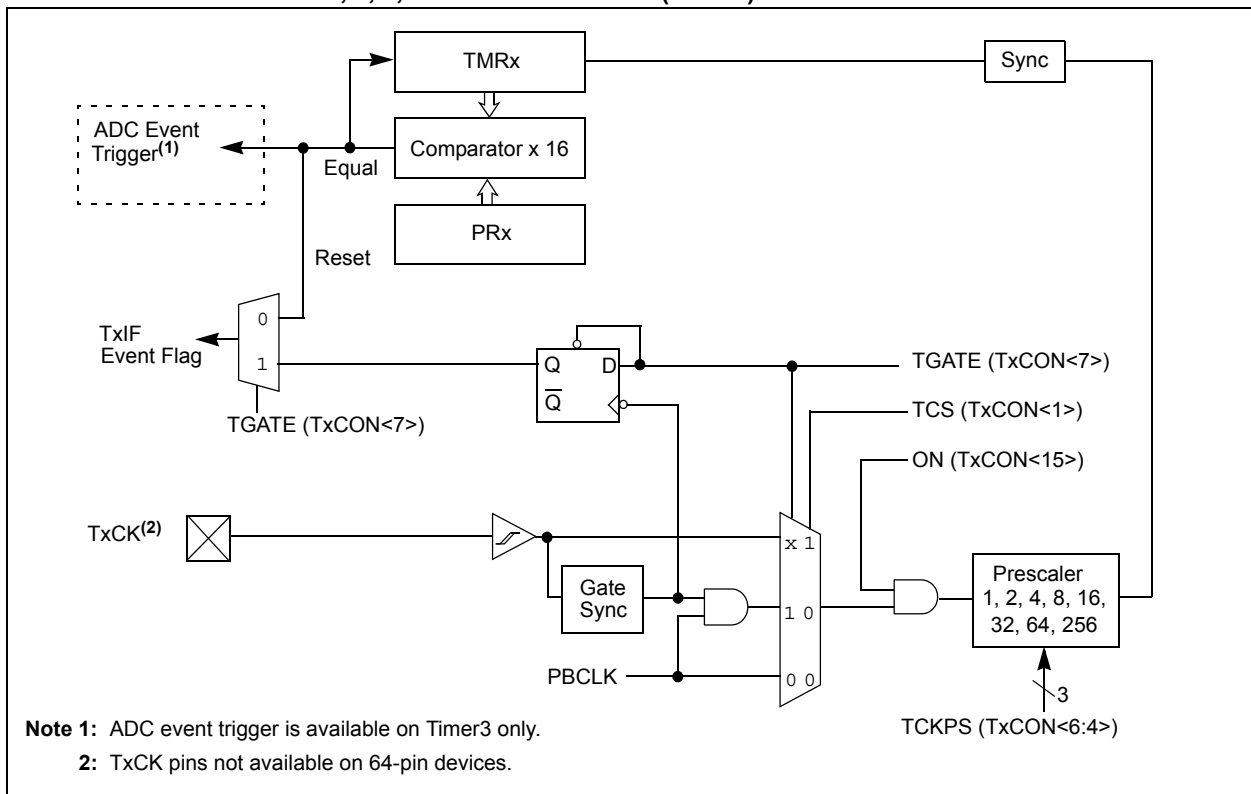 TMRx
Sync
ADC Event
Trigger(1)
Equal
Comparator x 16
PRx
Reset
0
1
TxIF
Event Flag
TGATE (TxCON<7>)
Q
D
Q
TGATE (TxCON<7>)
TCS (TxCON<1>)
ON (TxCON<15>)
TxCK(2)
x 1
Gate
Sync
1 0
PBCLK
0 0
Prescaler
1, 2, 4, 8, 16,
32, 64, 256
3
TCKPS (TxCON<6:4>)
Note 1: ADC event trigger is available on Timer3 only.
2: TxCK pins not available on 64-pin devices.